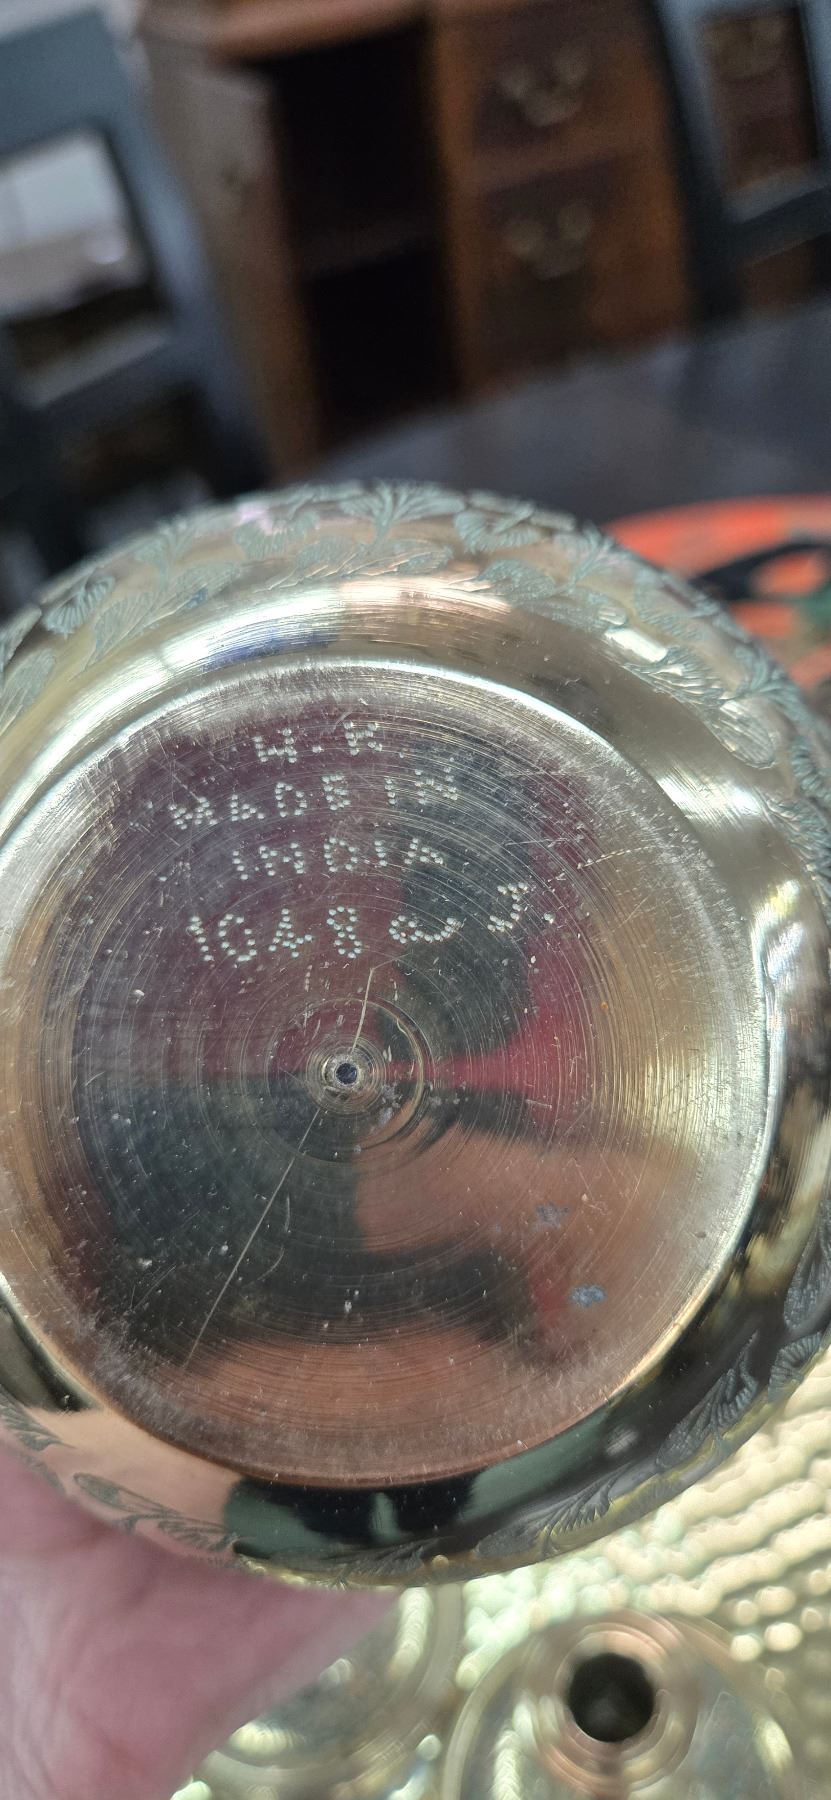 H.K.
MADE IN
INDIA
1048 J.